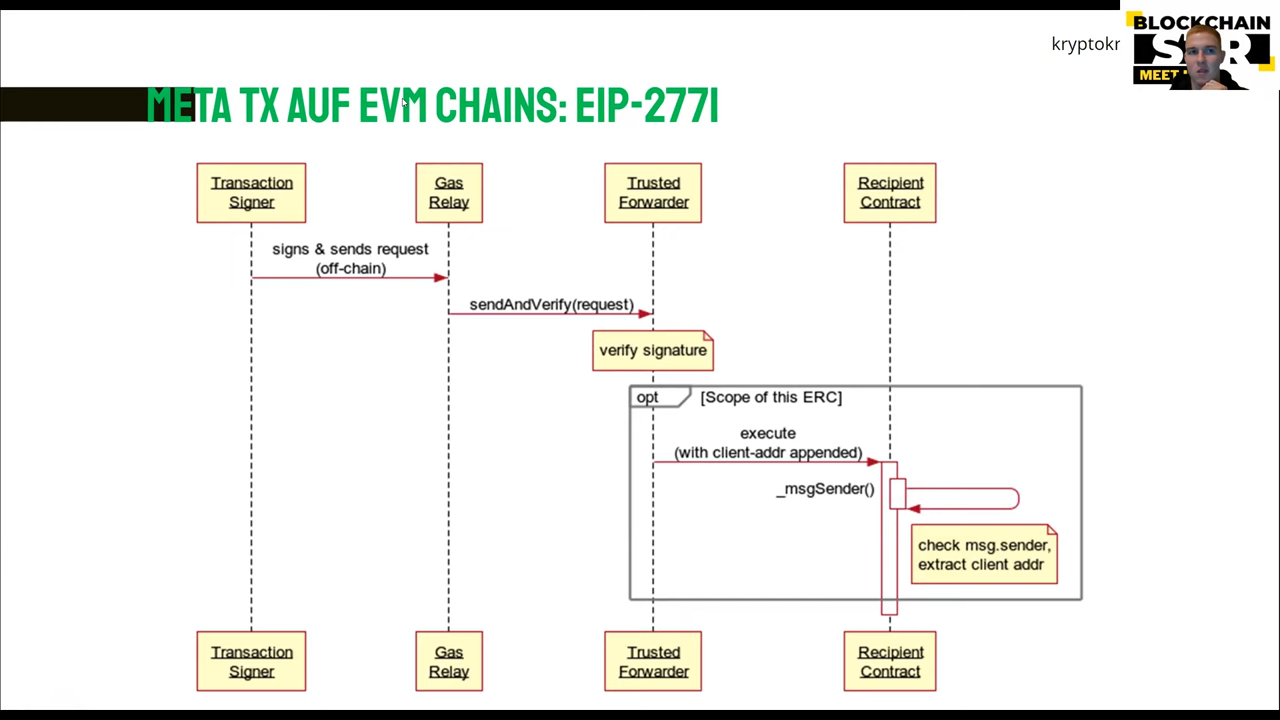 BLOCKCHAIN
kryptokr
MEET
META TX AUF EVM CHAINS: EIP-2771
Transaction
Signer
Gas
Relay
Trusted
Forwarder
Recipient
Contract
signs & sends request
(off-chain)
sendAndVerify(request)
verify signature
opt
[Scope of this ERC]
execute
(with client-addr appended)
_msgSender()
check msg.sender,
extract client addr
Transaction
Signer
Gas
Relay
Trusted
Forwarder
Recipient
Contract